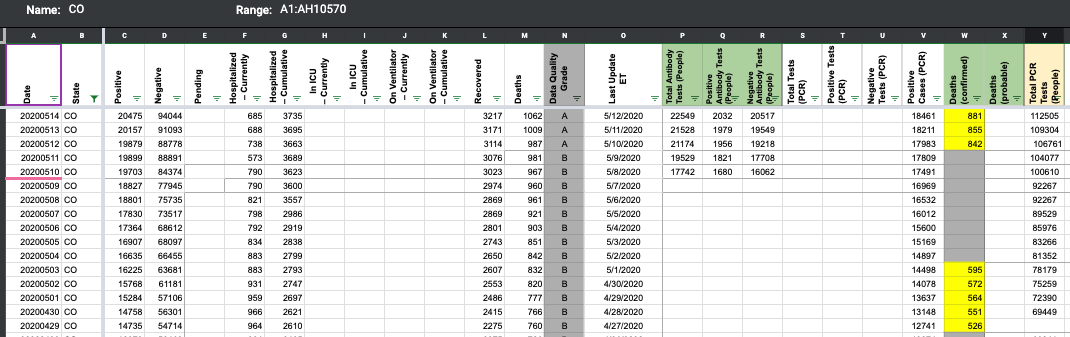 Name: CO Range: A1:AH10570
A B C D E F G H I J K L M N O P Q R S T U V W X Y
Date State Positive Negative Pending Hospitalized – Currently Hospitalized – Cumulative In ICU – Currently In ICU – Cumulative On Ventilator – Currently On Ventilator – Cumulative Recovered Deaths Data Quality Grade Last Update ET Total Antibody Tests (People) Positive Antibody Tests (People) Negative Antibody Tests (People) Total Tests (PCR) Positive Tests (PCR) Negative Tests (PCR) Positive Cases (PCR) Deaths (confirmed) Deaths (probable) Total PCR Tests (People)
20200514 CO 20475 94044 685 3735 3217 1062 A 5/12/2020 22549 2032 20517 18461 881 112505
20200513 CO 20157 91093 688 3695 3171 1009 A 5/11/2020 21528 1979 19549 18211 855 109304
20200512 CO 19879 88778 738 3663 3114 987 A 5/10/2020 21174 1956 19218 17983 842 106761
20200511 CO 19899 88891 573 3689 3076 981 B 5/9/2020 19529 1821 17708 17809 104077
20200510 CO 19703 84374 790 3623 3023 967 B 5/8/2020 17742 1680 16062 17491 100610
20200509 CO 18827 77945 790 3600 2974 960 B 5/7/2020 16969 92267
20200508 CO 18801 75735 821 3557 2869 961 B 5/6/2020 16532 92267
20200507 CO 17830 73517 798 2986 2869 921 B 5/5/2020 16012 89529
20200506 CO 17364 68612 792 2919 2801 903 B 5/4/2020 15600 85976
20200505 CO 16907 68097 834 2838 2743 851 B 5/3/2020 15169 83266
20200504 CO 16635 66455 883 2799 2650 842 B 5/2/2020 14897 81352
20200503 CO 16225 63681 883 2793 2607 832 B 5/1/2020 14498 595 78179
20200502 CO 15768 61181 931 2747 2553 820 B 4/30/2020 14078 572 75259
20200501 CO 15284 57106 959 2697 2486 777 B 4/29/2020 13637 564 72390
20200430 CO 14758 56301 966 2621 2415 766 B 4/28/2020 13148 551 69449
20200429 CO 14735 54714 964 2610 2275 760 B 4/27/2020 12741 526